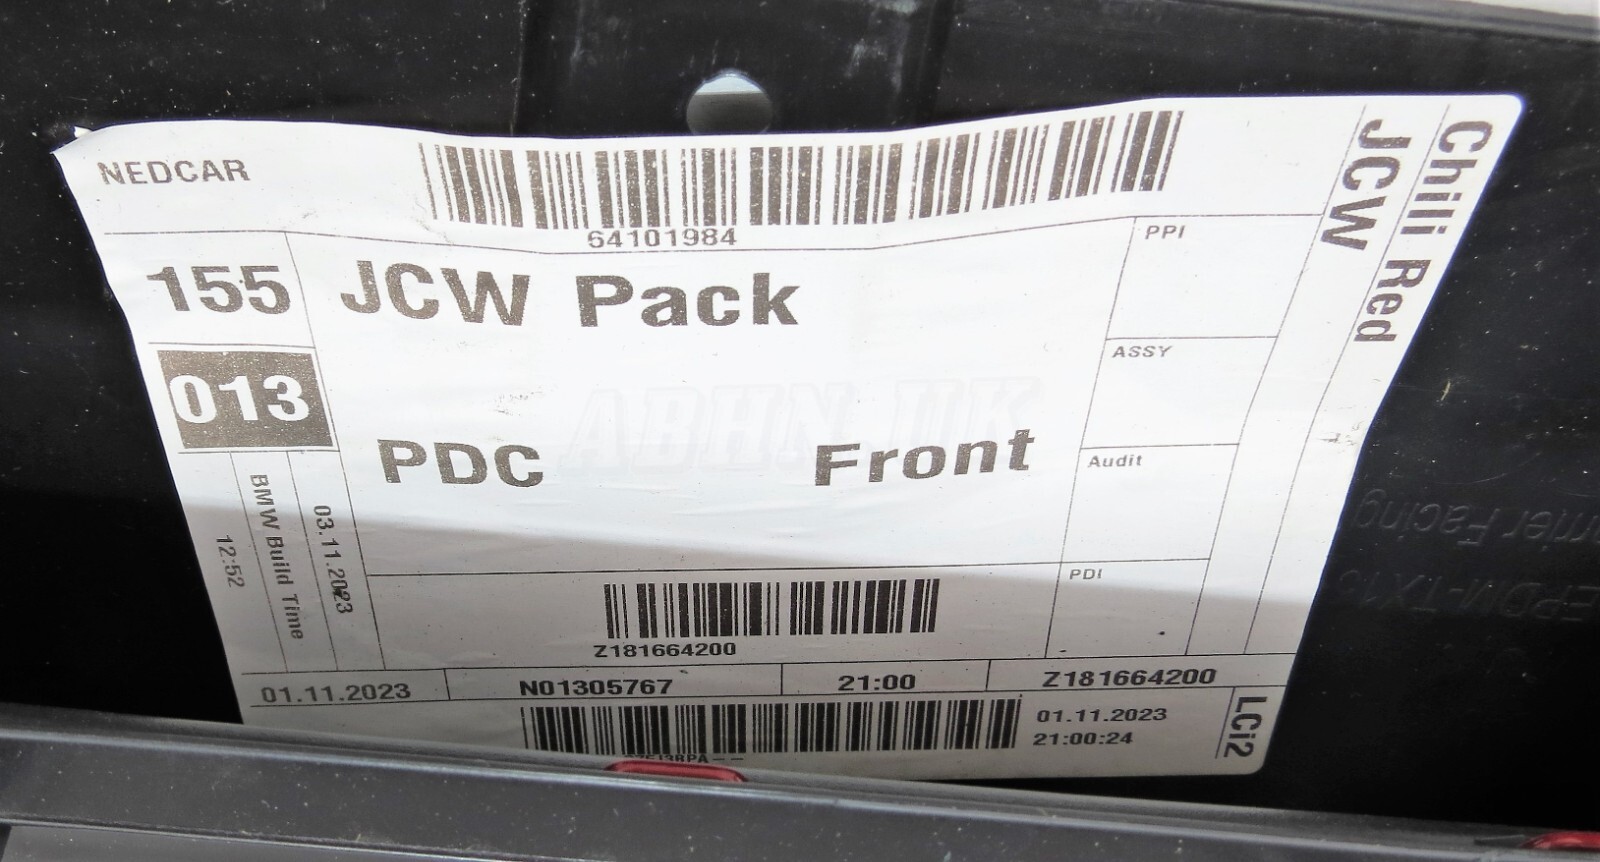 NEDCAR
64101984
155
JCW Pack
013
PDC Front
PPI
ASSY
Audit
PDI
Chili Red
JCW
03.11.2023
BMW Build Time
12:52
Z181664200
01.11.2023
N01305767
21:00
Z181664200
01.11.2023
21:00:24
LCi2
ABHN.UK